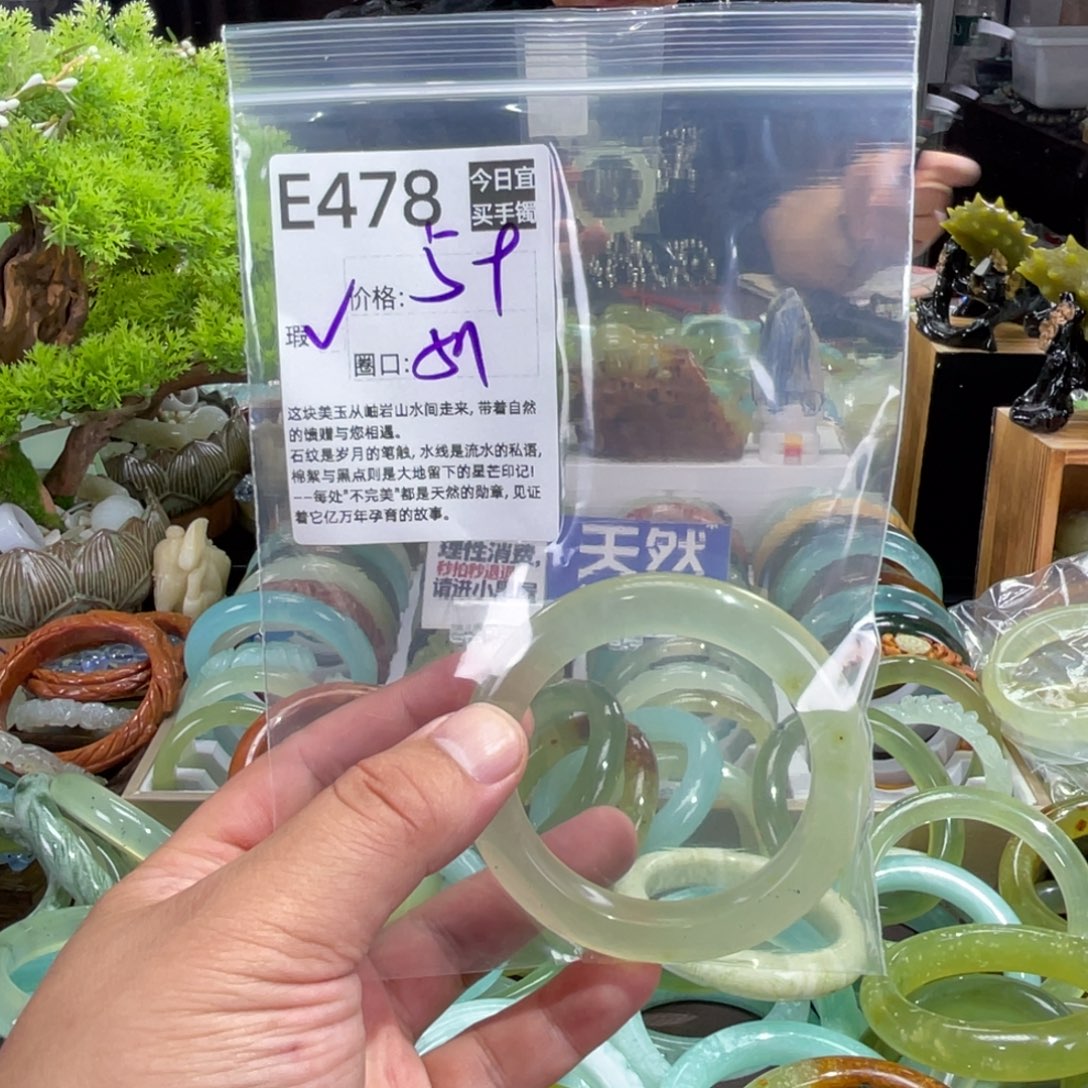 E478
今日宜
买手镯
价格:
瑕✓
圈口:
这块美玉从岫岩山水间走来, 带着自然
的馈赠与您相遇。
石纹是岁月的笔触, 水线是流水的私语,
棉絮与黑点则是大地留下的星芒印记!
--每处"不完美"都是天然的勋章, 见证
着它亿万年孕育的故事。
理性消费,
天然
请进小